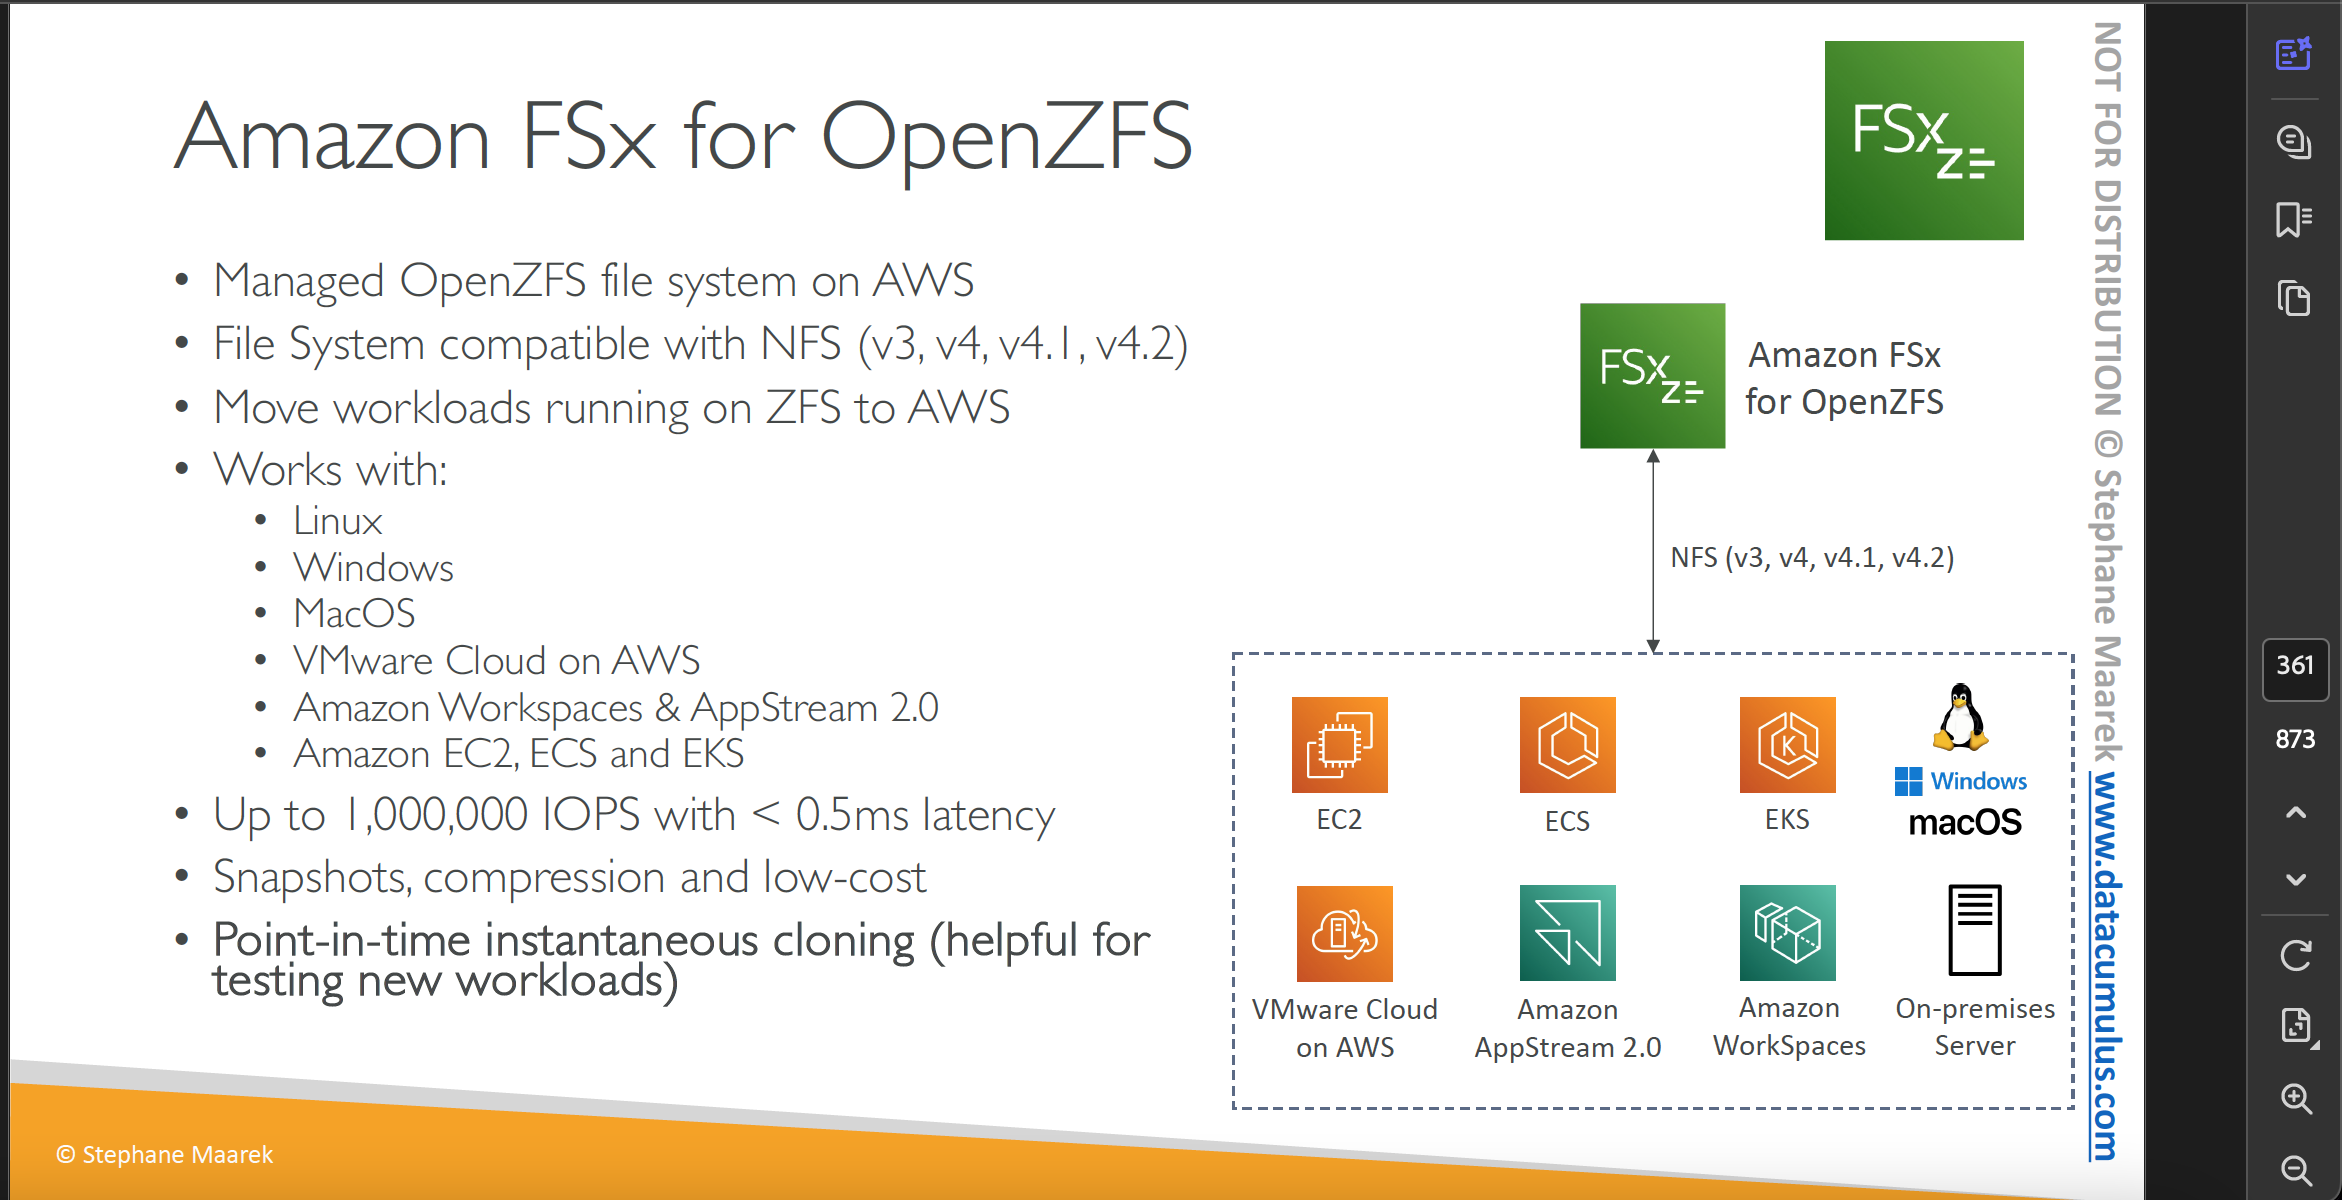 Amazon FSx for OpenZFS
• Managed OpenZFS file system on AWS
• File System compatible with NFS (v3, v4, v4.1, v4.2)
• Move workloads running on ZFS to AWS
• Works with:
• Linux
• Windows
• MacOS
• VMware Cloud on AWS
• Amazon Workspaces & AppStream 2.0
• Amazon EC2, ECS and EKS
• Up to 1,000,000 IOPS with < 0.5ms latency
• Snapshots, compression and low-cost
• Point-in-time instantaneous cloning (helpful for
testing new workloads)
FSx
Z
FSx
Z
Amazon FSx
for OpenZFS
NFS (v3, v4, v4.1, v4.2)
EC2
ECS
K
EKS
Windows
macOS
VMware Cloud
on AWS
Amazon
AppStream 2.0
Amazon
WorkSpaces
On-premises
Server
© Stephane Maarek
NOT FOR DISTRIBUTION © Stephane Maarek www.datacumulus.com
361
873